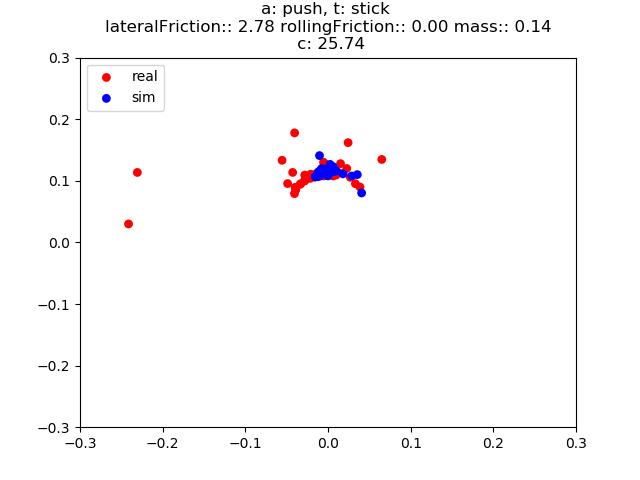 a: push, t: stick
lateralFriction:: 2.78 rollingFriction:: 0.00 mass:: 0.14
c: 25.74
real
sim
0.3
0.2
0.1
0.0
−0.1
−0.2
−0.3
−0.3 −0.2 −0.1 0.0 0.1 0.2 0.3